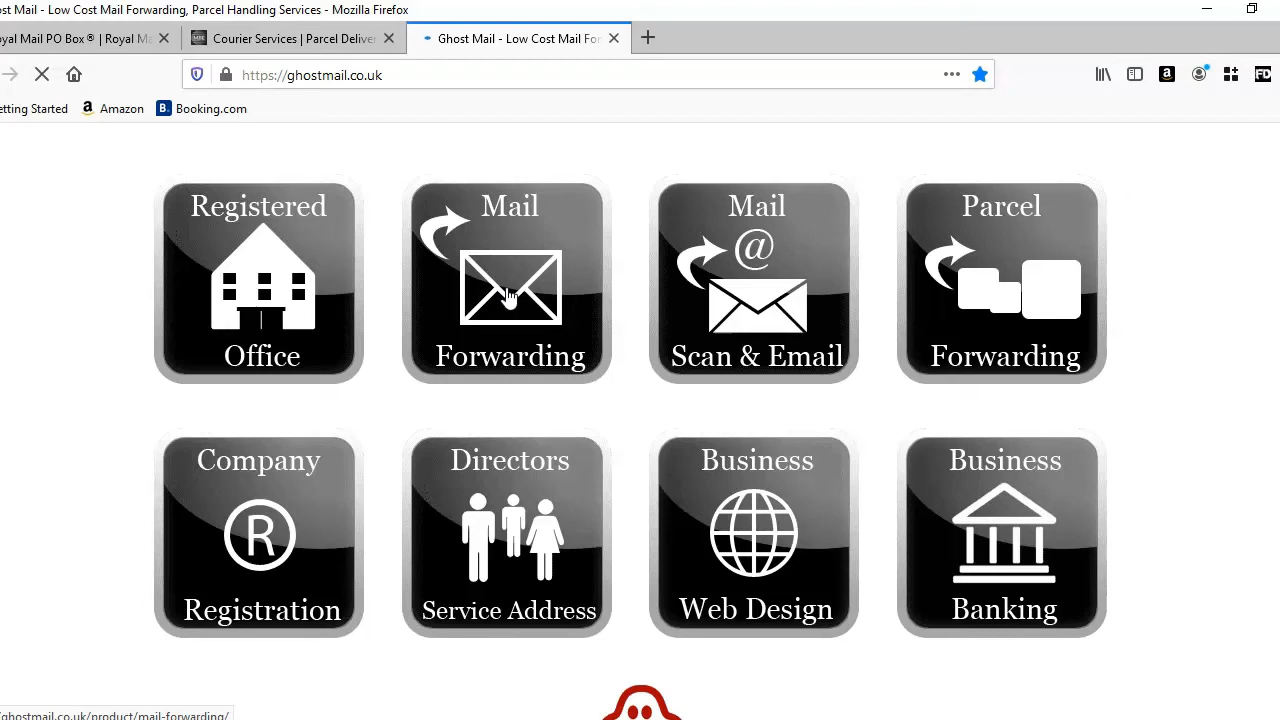 ost Mail - Low Cost Mail Forwarding, Parcel Handling Services - Mozilla Firefox
oyal Mail PO Box® | Royal Ma
Courier Services | Parcel Deliver
Ghost Mail - Low Cost Mail For
https://ghostmail.co.uk
FD
etting Started
a Amazon
B. Booking.com
Registered
Office
Mail
Forwarding
Mail
@
Scan & Email
Parcel
Forwarding
Company
R
Registration
Directors
Service Address
Business
Web Design
Business
Banking
/ghostmail.co.uk/product/mail-forwarding/